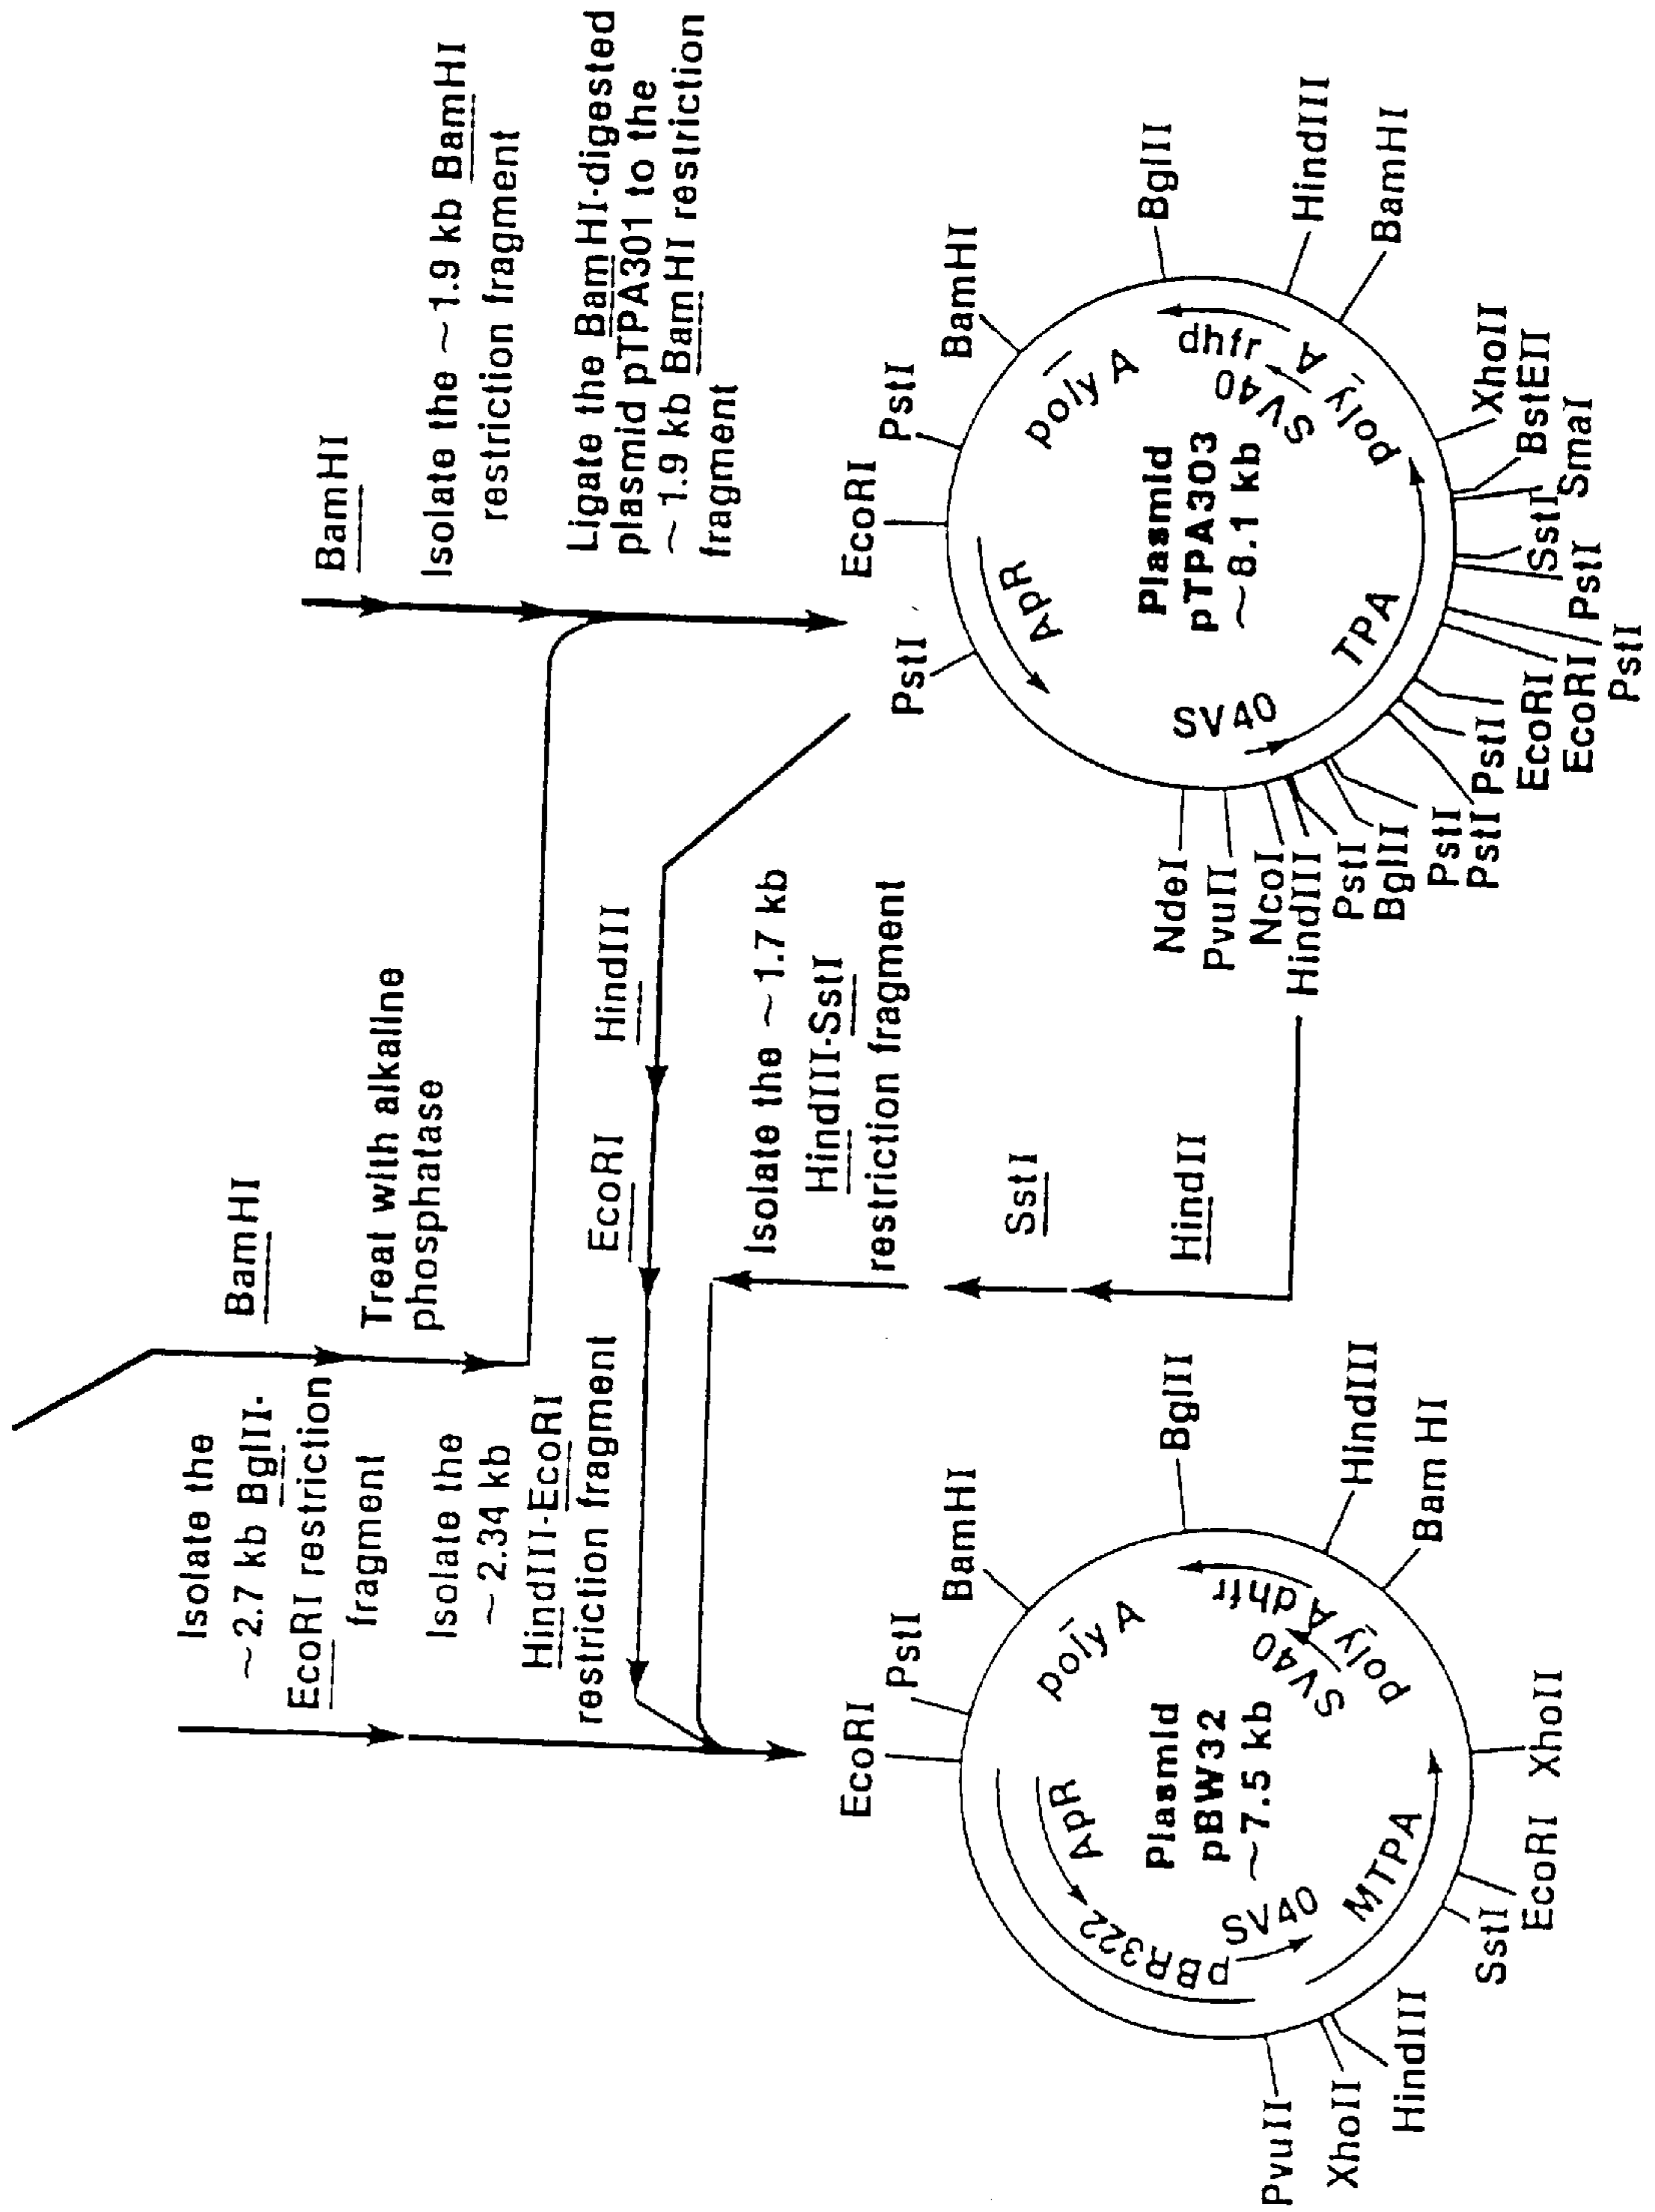 BamHI
Isolate the ~1.9 kb BamHI
restriction fragment
Ligate the BamHI-digested
plasmid pTPA301 to the
~1.9 kb BamHI restriction
fragment
BamHI
Treat with alkaline
phosphatase
Isolate the
~2.7 kb BglII-
EcoRI restriction
fragment
Isolate the
~2.34 kb
HindIII-EcoRI
restriction fragment
EcoRI
HindIII
Isolate the ~1.7 kb
HindIII-SstI
restriction fragment
SstI
HindII
EcoRI
PstI
BamHI
BglII
HindIII
Bam HI
XhoII
EcoRI
SstI
HindIII
XhoII
PvuII
pBR322
ApR
poly A
dhfr
SV40
poly A
MTPA
SV40
Plasmid
pBW32
~7.5 kb
PstI
EcoRI
PstI
BamHI
BglII
HindIII
BamHI
XhoII
BstEII
SmaI
SstI
PstI
PstI
EcoRI
EcoRI
PstI
PstI
PstI
BglII
PstI
HindIII
NcoI
PvuII
NdeI
ApR
poly A
dhfr
SV40
poly A
TPA
SV40
Plasmid
pTPA303
~8.1 kb